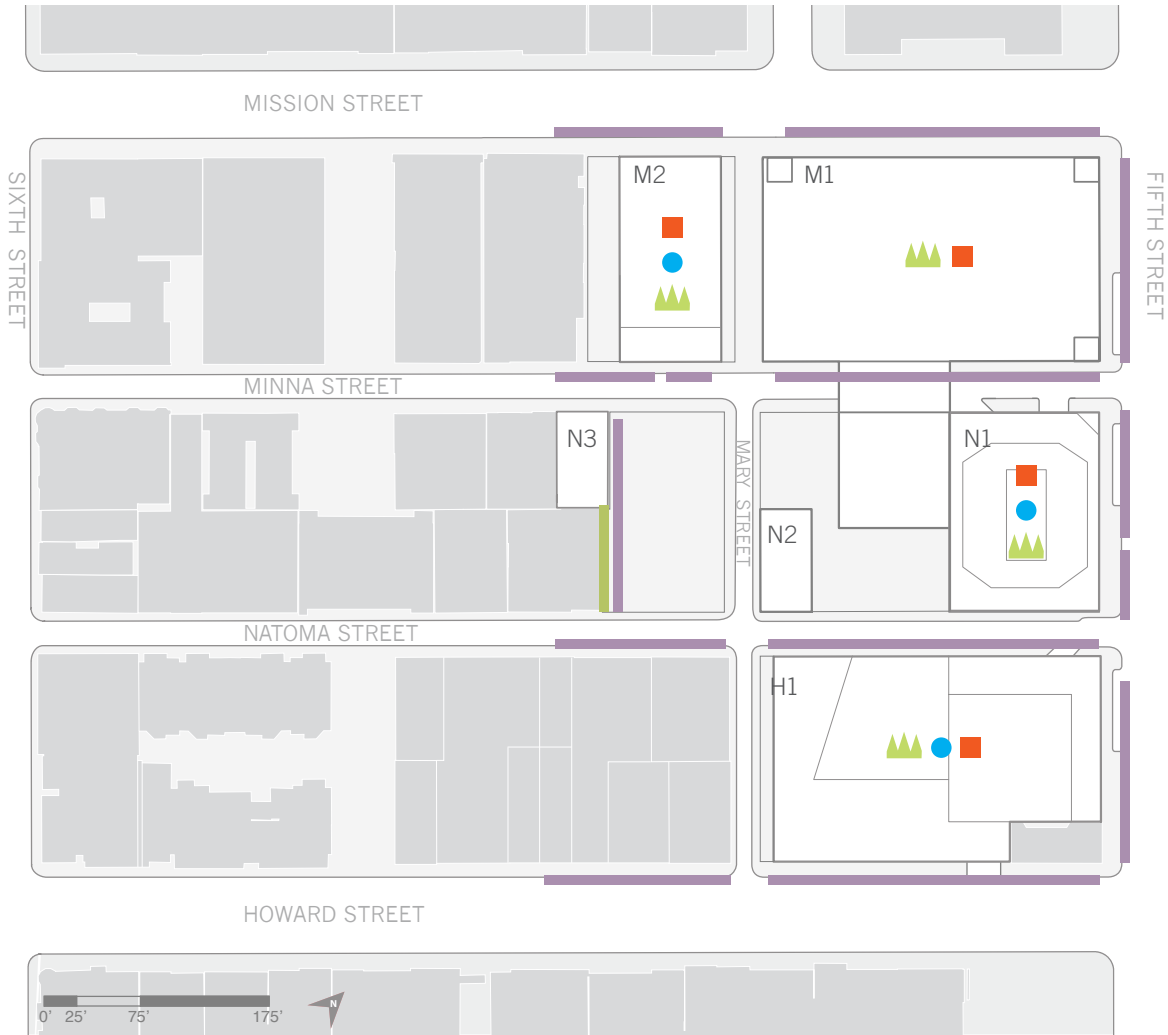 MISSION STREET
SIXTH STREET
M2
M1
FIFTH STREET
MINNA STREET
N3
MARY STREET
N1
N2
NATOMA STREET
H1
HOWARD STREET
N
0' 25' 75' 175'